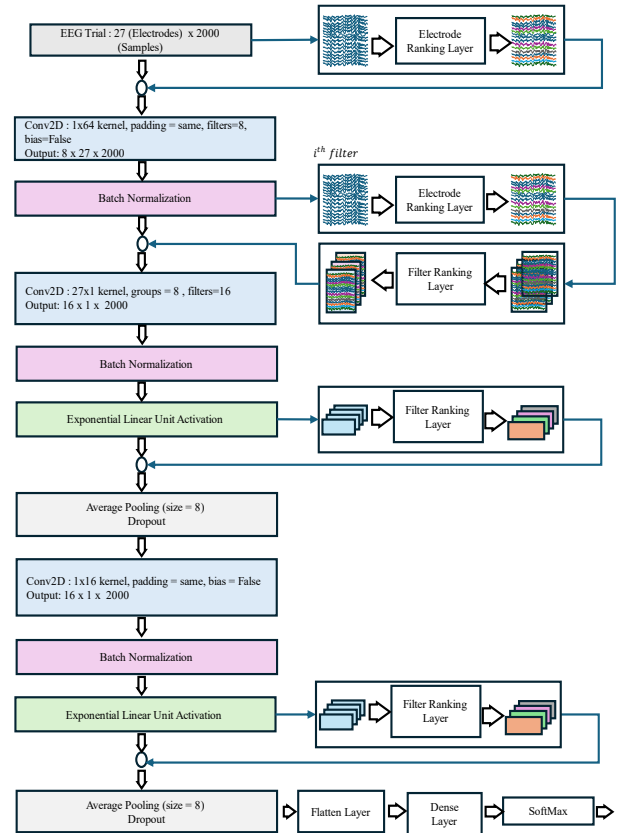 EEG Trial : 27 (Electrodes) x 2000
(Samples)
Electrode
Ranking Layer
Conv2D : 1x64 kernel, padding = same, filters=8,
bias=False
Output: 8 x 27 x 2000
i^th filter
Batch Normalization
Electrode
Ranking Layer
Filter Ranking
Layer
Conv2D : 27x1 kernel, groups = 8 , filters=16
Output: 16 x 1 x 2000
Batch Normalization
Exponential Linear Unit Activation
Filter Ranking
Layer
Average Pooling (size = 8)
Dropout
Conv2D : 1x16 kernel, padding = same, bias = False
Output: 16 x 1 x 2000
Batch Normalization
Exponential Linear Unit Activation
Filter Ranking
Layer
Average Pooling (size = 8)
Dropout
Flatten Layer
Dense
Layer
SoftMax